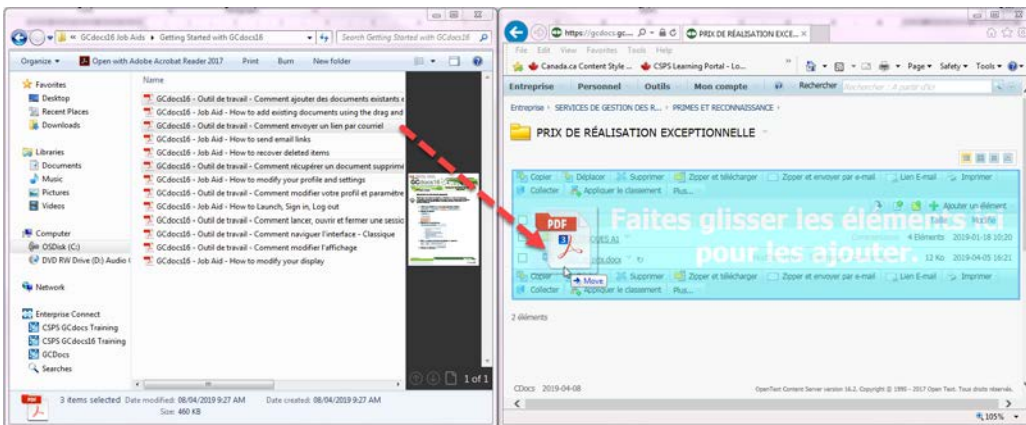 GCdocs16 Job Aids ▸ Getting Started with GCdocs16
Search Getting Started with GCdocs16
Organize
Open with Adobe Acrobat Reader 2017
Print
Burn
New folder
Favorites
Desktop
Recent Places
Downloads
Libraries
Documents
Music
Pictures
Videos
Computer
OSDisk (C:)
DVD RW Drive (D:) Audio
Network
Enterprise Connect
CSPS GCdocs Training
CSPS GCdocs16 Training
GCDocs
Searches
Name
GCdocs16 - Outil de travail - Comment ajouter des documents existants e
GCdocs16 - Job Aid - How to add existing documents using the drag and
GCdocs16 - Outil de travail - Comment envoyer un lien par courriel
GCdocs16 - Job Aid - How to send email links
GCdocs16 - Job Aid - How to recover deleted items
GCdocs16 - Outil de travail - Comment récupérer un document supprimé
GCdocs16 - Job Aid - How to modify your profile and settings
GCdocs16 - Outil de travail - Comment modifier votre profil et paramètre
GCdocs16 - Job Aid - How to Launch, Sign in, Log out
GCdocs16 - Outil de travail - Comment lancer, ouvrir et fermer une sessic
GCdocs16 - Outil de travail - Comment naviguer l'interface - Classique
GCdocs16 - Outil de travail - Comment modifier l'affichage
GCdocs16 - Job Aid - How to modify your display
1 of 1
3 items selected Date modified: 08/04/2019 9:27 AM Date created: 08/04/2019 9:27 AM
Size: 460 KB
https://gcdocs.gc....
PRIX DE RÉALISATION EXCE...
File Edit View Favorites Tools Help
Canada.ca Content Style ... CSPS Learning Portal - Lo...
Page Safety Tools
Entreprise Personnel Outils Mon compte Rechercher
Entreprise SERVICES DE GESTION DES R... PRIMES ET RECONNAISSANCE
PRIX DE RÉALISATION EXCEPTIONNELLE
Copier Déplacer Supprimer Zipper et télécharger Zipper et envoyer par e-mail Lien E-mail Imprimer
Collecter Appliquer le classement Plus...
Ajouter un élément
Taille Modifié
Faites glisser les éléments
pour les ajouter.
PDF
3
4 Éléments 2019-01-18 10:20
12 Ko 2019-04-05 16:21
Move
Copier Supprimer Zipper et télécharger Zipper et envoyer par e-mail Lien E-mail Imprimer
Collecter Appliquer le classement Plus...
2 éléments
CDocs 2019-04-08
OpenText Content Server version 16.2. Copyright © 1995 - 2017 Open Text. Tous droits réservés.
105%